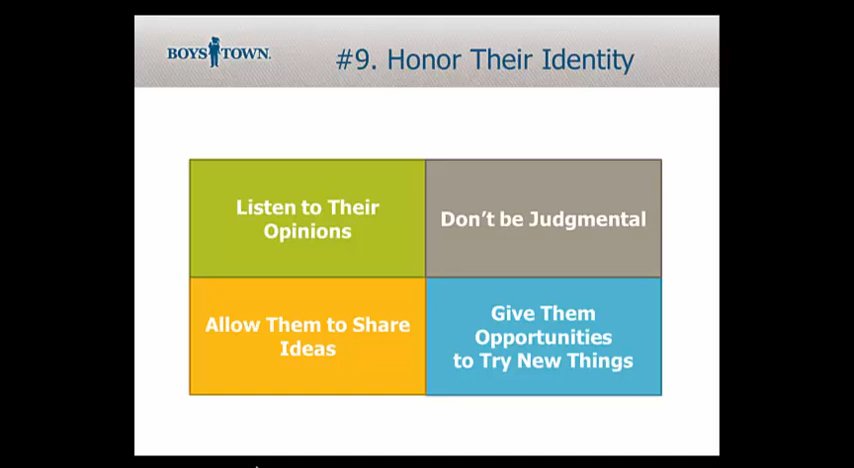 BOYS TOWN.
#9. Honor Their Identity
Listen to Their
Opinions
Don't be Judgmental
Allow Them to Share
Ideas
Give Them
Opportunities
to Try New Things